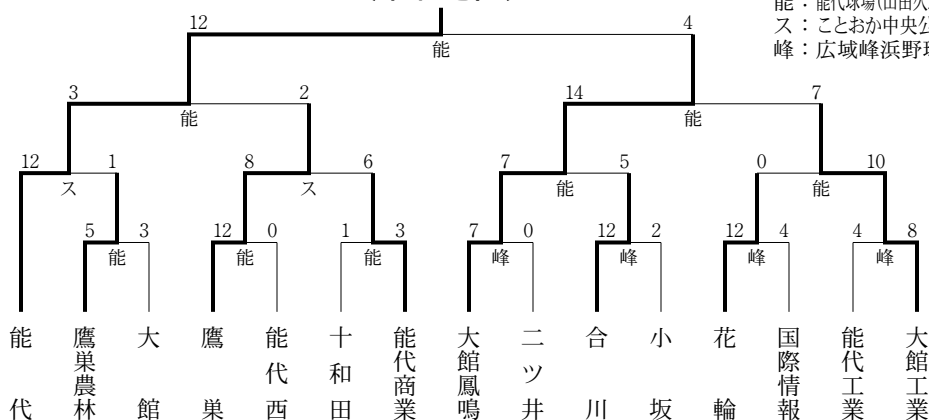 12 4
能
能：能代球場(山田久
ス：ことおか中央公
峰：広域峰浜野球
3 2 14 7
能 能
12 1 8 6 7 5 0 10
ス ス 能 能
5 3 12 0 1 3 7 0 12 2 12 4 4 8
能 能 能 峰 峰 峰 能
能代
鷹巣農林
大館
鷹巣
能代西
十和田
能代商業
大館鳳鳴
二ツ井
合川
小坂
花輪
国際情報
能代工業
大館工業